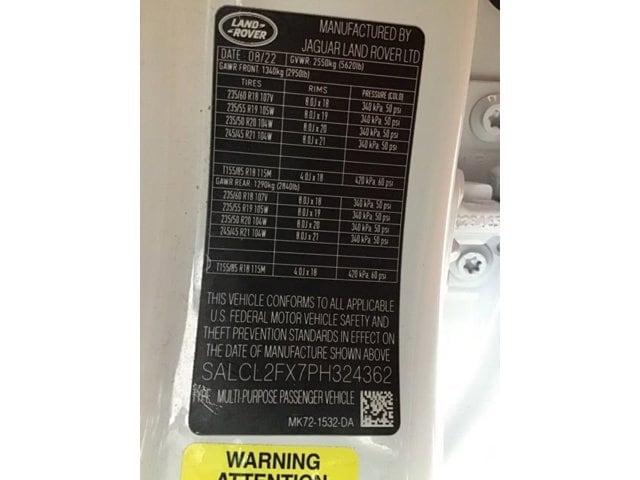 LAND-
ROVER
MANUFACTURED BY
JAGUAR LAND ROVER LTD
DATE 08/22 GVWR: 2550kg (5620lb)
GAWR FRONT: 1340kg (2950lb)
TIRES RIMS PRESSURE (COLD)
235/60 R18 107V 8.0J x 18 340 kPa, 50 psi
235/55 R19 105W 8.0J x 19 340 kPa, 50 psi
235/50 R20 104W 8.0J x 20 340 kPa, 50 psi
245/45 R21 104W 8.0J x 21 340 kPa, 50 psi
T155/85 R18 115M 4.0J x 18 420 kPa, 60 psi
GAWR REAR: 1290kg (2840lb)
235/60 R18 107V 8.0J x 18 340 kPa, 50 psi
235/55 R19 105W 8.0J x 19 340 kPa, 50 psi
235/50 R20 104W 8.0J x 20 340 kPa, 50 psi
245/45 R21 104W 8.0J x 21 340 kPa, 50 psi
T155/85 R18 115M 4.0J x 18 420 kPa, 60 psi
THIS VEHICLE CONFORMS TO ALL APPLICABLE
U.S. FEDERAL MOTOR VEHICLE SAFETY AND
THEFT PREVENTION STANDARDS IN EFFECT ON
THE DATE OF MANUFACTURE SHOWN ABOVE
SALCL2FX7PH324362
TYPE: MULTI-PURPOSE PASSENGER VEHICLE
MK72-1532-DA
WARNING
ATTENTION